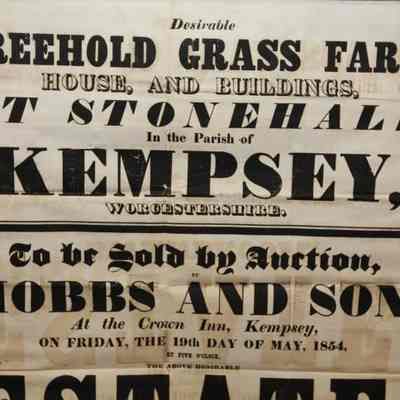 Desirable
REEHOLD GRASS FAR
HOUSE, AND BUILDINGS,
T STONEHAL
In the Parish of
KEMPSEY,
WORCESTERSHIRE.
To be Sold by Auction,
BY
HOBBS AND SON
At the Crown Inn, Kempsey,
ON FRIDAY, THE 19th DAY OF MAY, 1854,
AT FIVE O'CLOCK,
THE ABOVE DESIRABLE
ESTATE